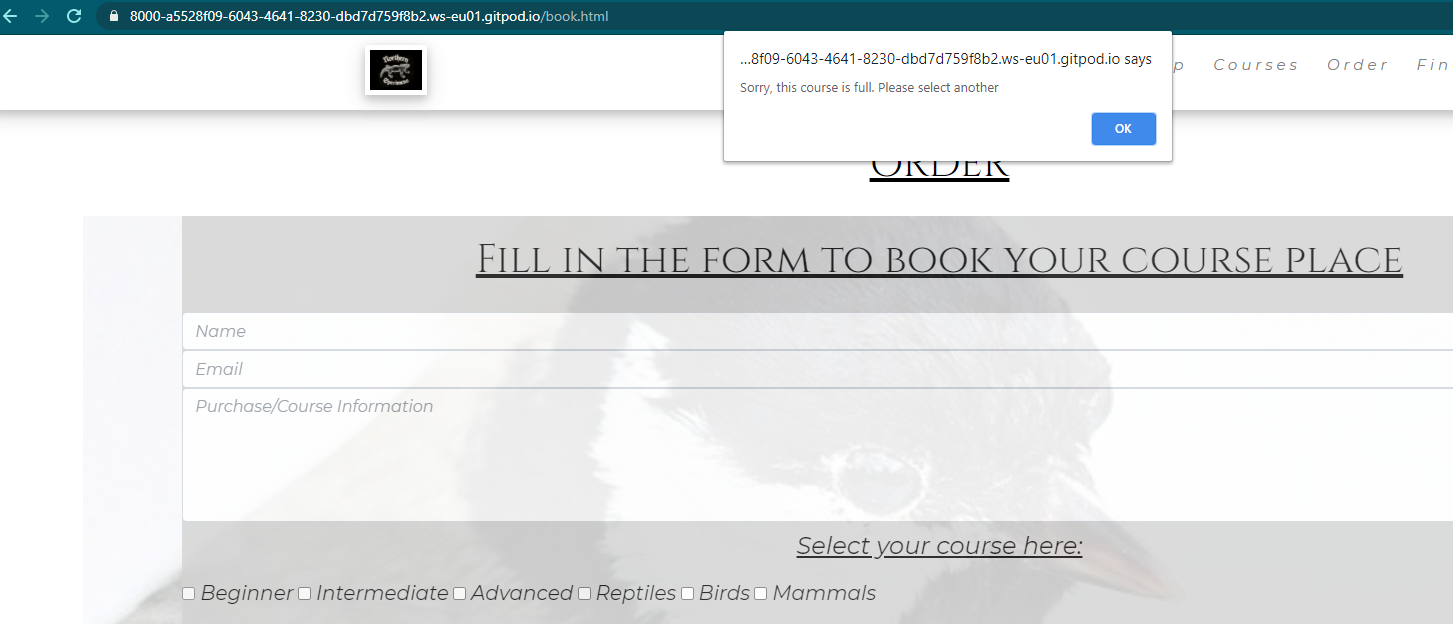 8000-a5528f09-6043-4641-8230-dbd7d759f8b2.ws-eu01.gitpod.io/book.html
Northern
Experience
...8f09-6043-4641-8230-dbd7d759f8b2.ws-eu01.gitpod.io says
Sorry, this course is full. Please select another
OK
p Courses Order Fin
ORDER
Fill in the form to book your course place
Name
Email
Purchase/Course Information
Select your course here:
Beginner Intermediate Advanced Reptiles Birds Mammals